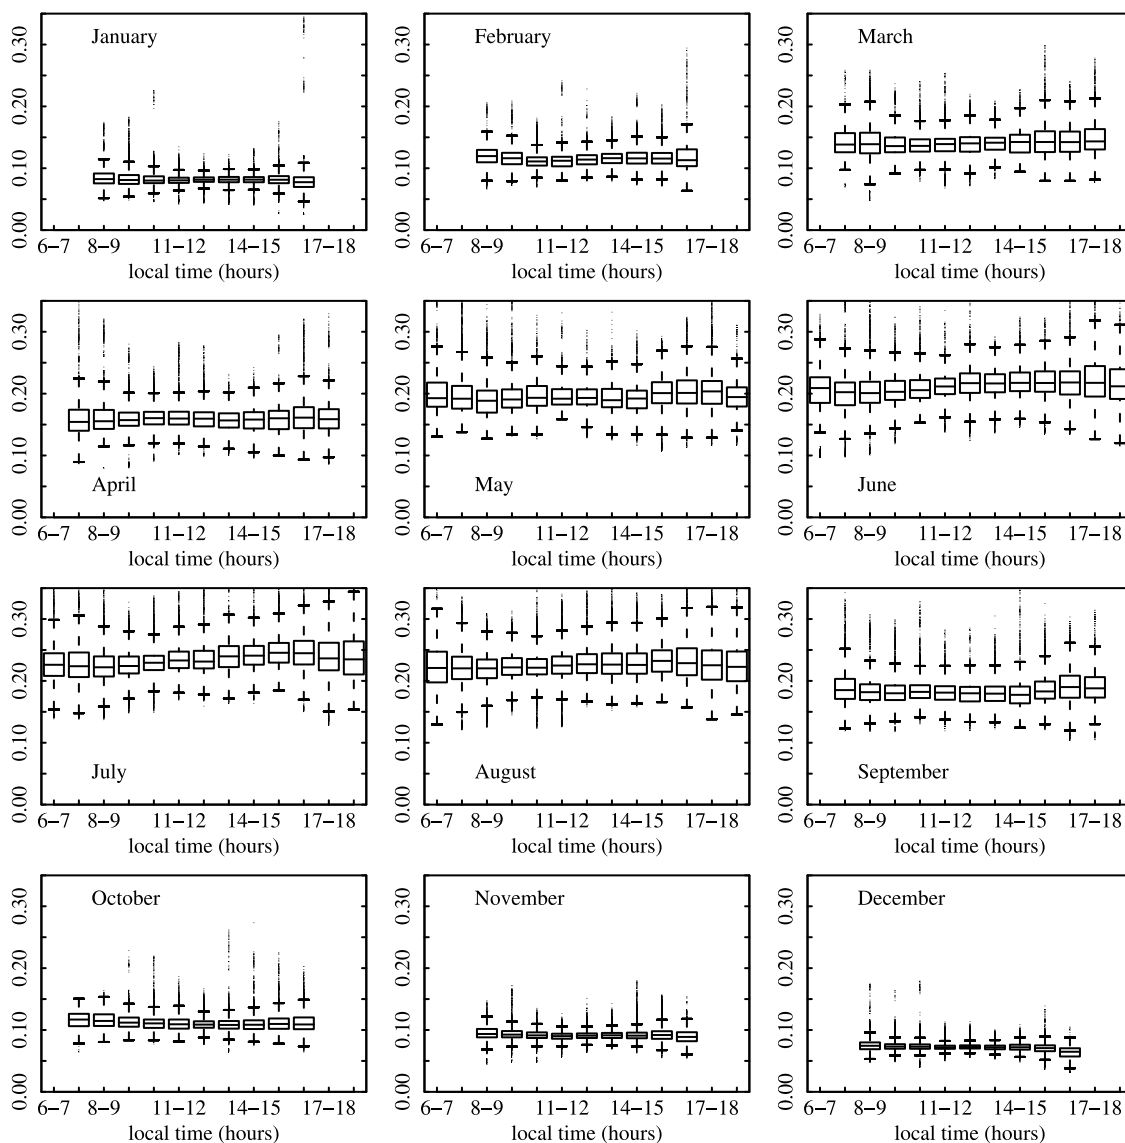 January
February
March
0.00 0.10 0.20 0.30
0.00 0.10 0.20 0.30
0.00 0.10 0.20 0.30
6−7 8−9 11−12 14−15 17−18
6−7 8−9 11−12 14−15 17−18
6−7 8−9 11−12 14−15 17−18
local time (hours)
local time (hours)
local time (hours)
April
May
June
0.00 0.10 0.20 0.30
0.00 0.10 0.20 0.30
0.00 0.10 0.20 0.30
6−7 8−9 11−12 14−15 17−18
6−7 8−9 11−12 14−15 17−18
6−7 8−9 11−12 14−15 17−18
local time (hours)
local time (hours)
local time (hours)
July
August
September
0.00 0.10 0.20 0.30
0.00 0.10 0.20 0.30
0.00 0.10 0.20 0.30
6−7 8−9 11−12 14−15 17−18
6−7 8−9 11−12 14−15 17−18
6−7 8−9 11−12 14−15 17−18
local time (hours)
local time (hours)
local time (hours)
October
November
December
0.00 0.10 0.20 0.30
0.00 0.10 0.20 0.30
0.00 0.10 0.20 0.30
6−7 8−9 11−12 14−15 17−18
6−7 8−9 11−12 14−15 17−18
6−7 8−9 11−12 14−15 17−18
local time (hours)
local time (hours)
local time (hours)